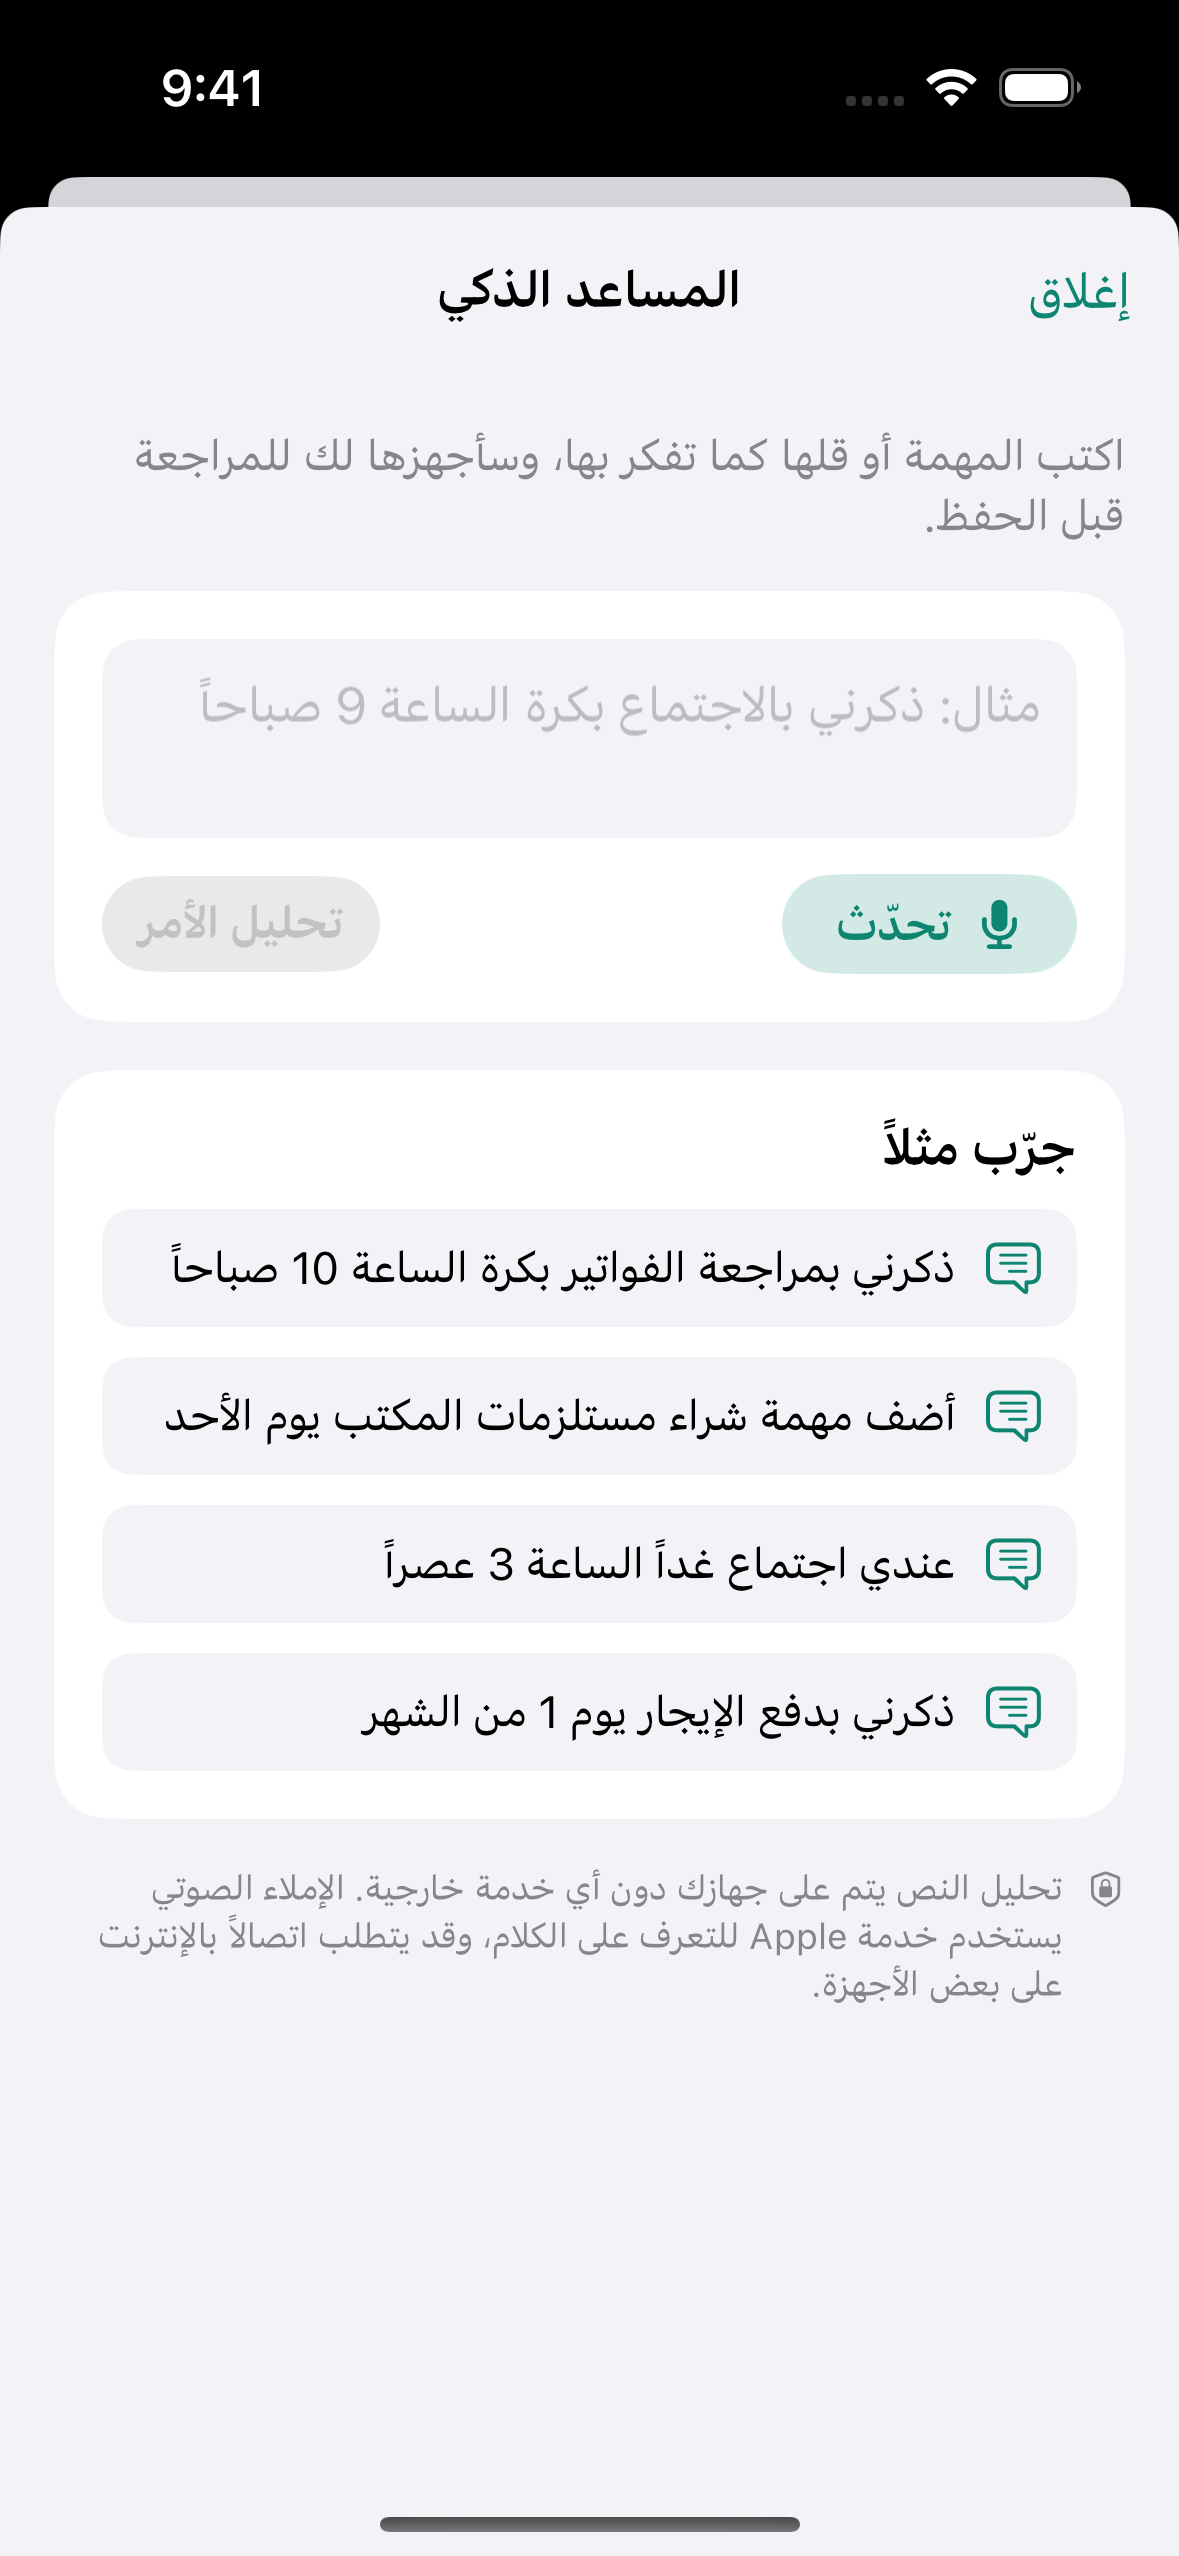 9:41
إغلاق
المساعد الذكي
اكتب المهمة أو قلها كما تفكر بها، وسأجهزها لك للمراجعة
قبل الحفظ.
مثال: ذكرني بالاجتماع بكرة الساعة 9 صباحاً
تحدّث
تحليل الأمر
جرّب مثلاً
ذكرني بمراجعة الفواتير بكرة الساعة 10 صباحاً
أضف مهمة شراء مستلزمات المكتب يوم الأحد
عندي اجتماع غداً الساعة 3 عصراً
ذكرني بدفع الإيجار يوم 1 من الشهر
تحليل النص يتم على جهازك دون أي خدمة خارجية. الإملاء الصوتي
يستخدم خدمة Apple للتعرف على الكلام، وقد يتطلب اتصالاً بالإنترنت
على بعض الأجهزة.